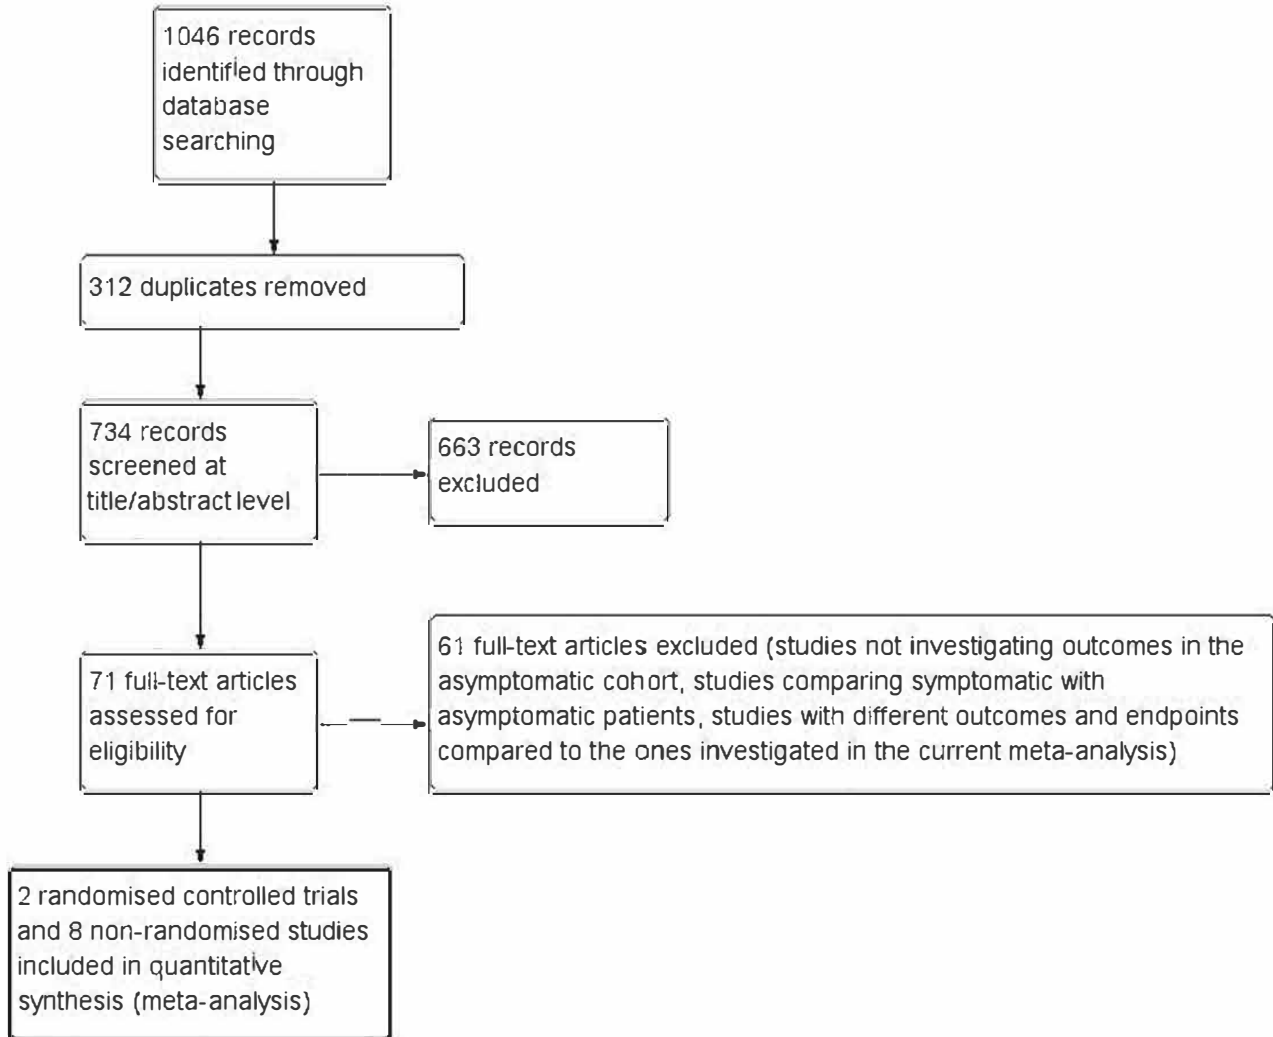 1046 records
identified through
database
searching
312 duplicates removed
734 records
screened at
title/abstract level
663 records
excluded
71 full-text articles
assessed for
eligibility
61 full-text articles excluded (studies not investigating outcomes in the
asymptomatic cohort, studies comparing symptomatic with
asymptomatic patients, studies with different outcomes and endpoints
compared to the ones investigated in the current meta-analysis)
2 randomised controlled trials
and 8 non-randomised studies
included in quantitative
synthesis (meta-analysis)